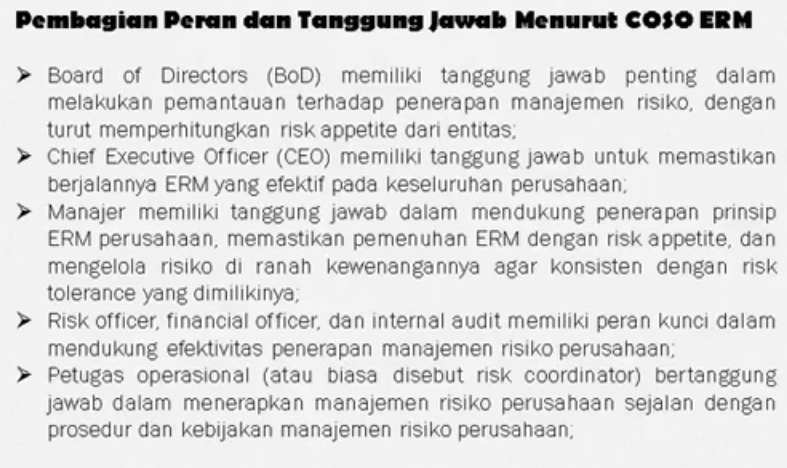 Pembagian Peran dan Tanggung Jawab Menurut COSO ERM
➤ Board of Directors (BoD) memiliki tanggung jawab penting dalam
melakukan pemantauan terhadap penerapan manajemen risiko, dengan
turut memperhitungkan risk appetite dari entitas;
➤ Chief Executive Officer (CEO) memiliki tanggung jawab untuk memastikan
berjalannya ERM yang efektif pada keseluruhan perusahaan;
➤ Manajer memiliki tanggung jawab dalam mendukung penerapan prinsip
ERM perusahaan, memastikan pemenuhan ERM dengan risk appetite, dan
mengelola risiko di ranah kewenangannya agar konsisten dengan risk
tolerance yang dimilikinya;
➤ Risk officer, financial officer, dan internal audit memiliki peran kunci dalam
mendukung efektivitas penerapan manajemen risiko perusahaan;
➤ Petugas operasional (atau biasa disebut risk coordinator) bertanggung
jawab dalam menerapkan manajemen risiko perusahaan sejalan dengan
prosedur dan kebijakan manajemen risiko perusahaan;